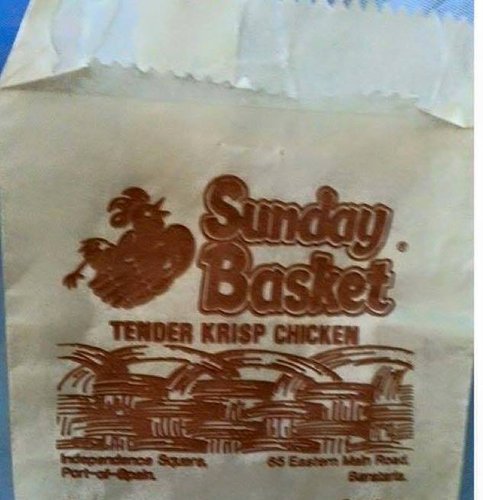 Sunday
Basket
®
TENDER KRISP CHICKEN
Independence Square,
Port-of-Spain,
65 Eastern Main Road,
Barataria.